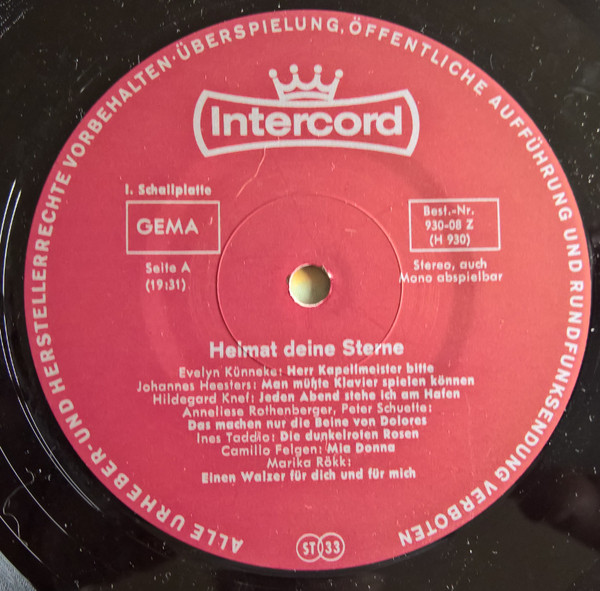 ALLE URHEBER- UND HERSTELLERRECHTE VORBEHALTEN · ÜBERSPIELUNG, ÖFFENTLICHE AUFFÜHRUNG UND RUNDFUNKSENDUNG VERBOTEN
Intercord
I. Schallplatte
GEMA
Seite A
(19:31)
Best.-Nr.
930-08 Z
(H 930)
Stereo, auch
Mono abspielbar
Heimat deine Sterne
Evelyn Künneke: Herr Kapellmeister bitte
Johannes Heesters: Man müßte Klavier spielen können
Hildegard Knef: Jeden Abend stehe ich am Hafen
Anneliese Rothenberger, Peter Schuette:
Das machen nur die Beine von Dolores
Ines Taddio: Die dunkelroten Rosen
Camillo Felgen: Mia Donna
Marika Rökk:
Einen Walzer für dich und für mich
ST 33